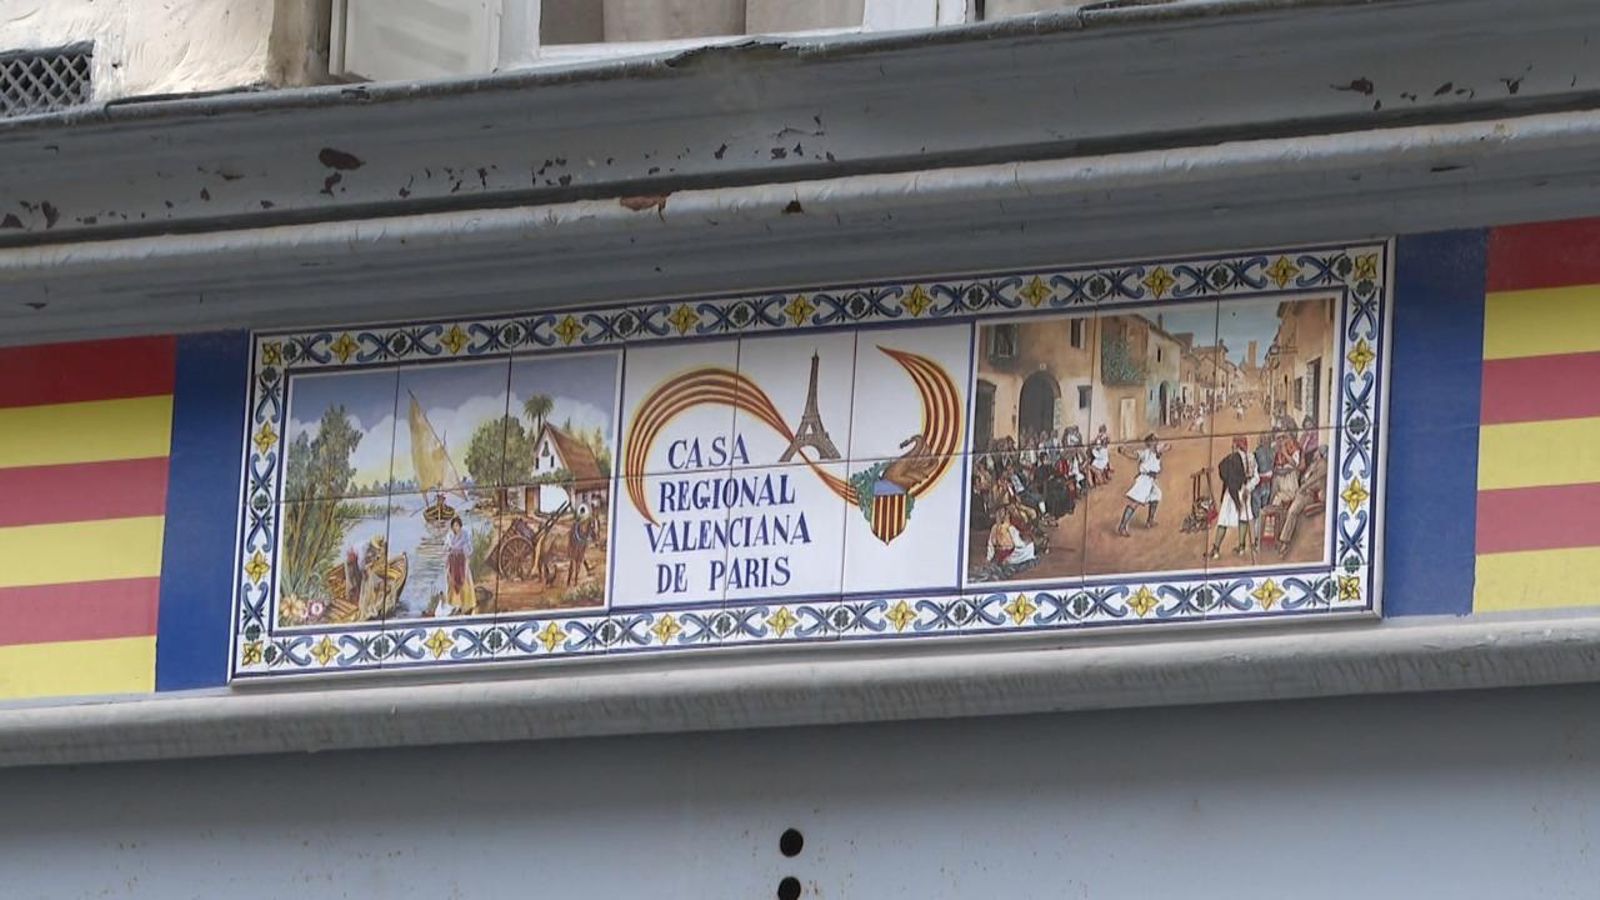 CASA
REGIONAL
VALENCIANA
DE PARIS